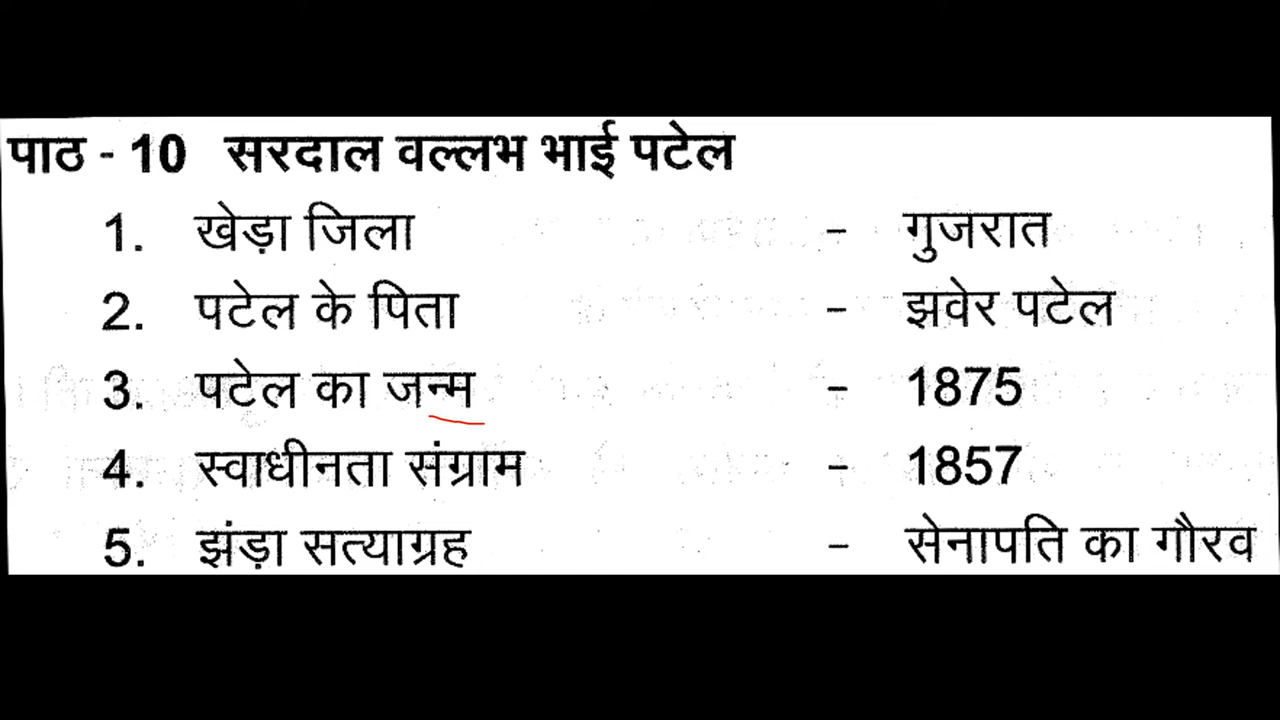 पाठ - 10 सरदाल वल्लभ भाई पटेल
1. खेड़ा जिला - गुजरात
2. पटेल के पिता - झवेर पटेल
3. पटेल का जन्म - 1875
4. स्वाधीनता संग्राम - 1857
5. झंड़ा सत्याग्रह - सेनापति का गौरव